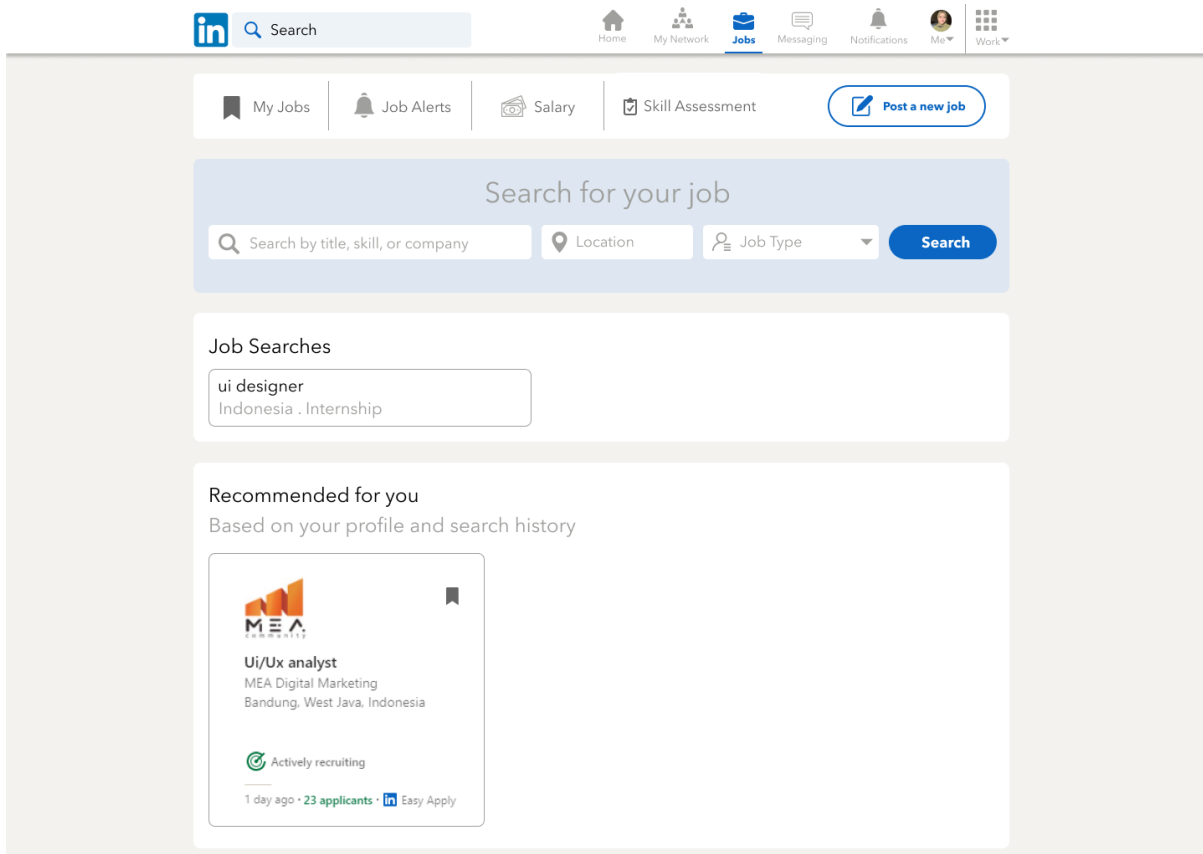 in Search
Home My Network Jobs Messaging Notifications Me Work
My Jobs Job Alerts Salary Skill Assessment Post a new job
Search for your job
Search by title, skill, or company Location Job Type Search
Job Searches
ui designer
Indonesia . Internship
Recommended for you
Based on your profile and search history
MEA
community
Ui/Ux analyst
MEA Digital Marketing
Bandung, West Java, Indonesia
Actively recruiting
1 day ago · 23 applicants · in Easy Apply